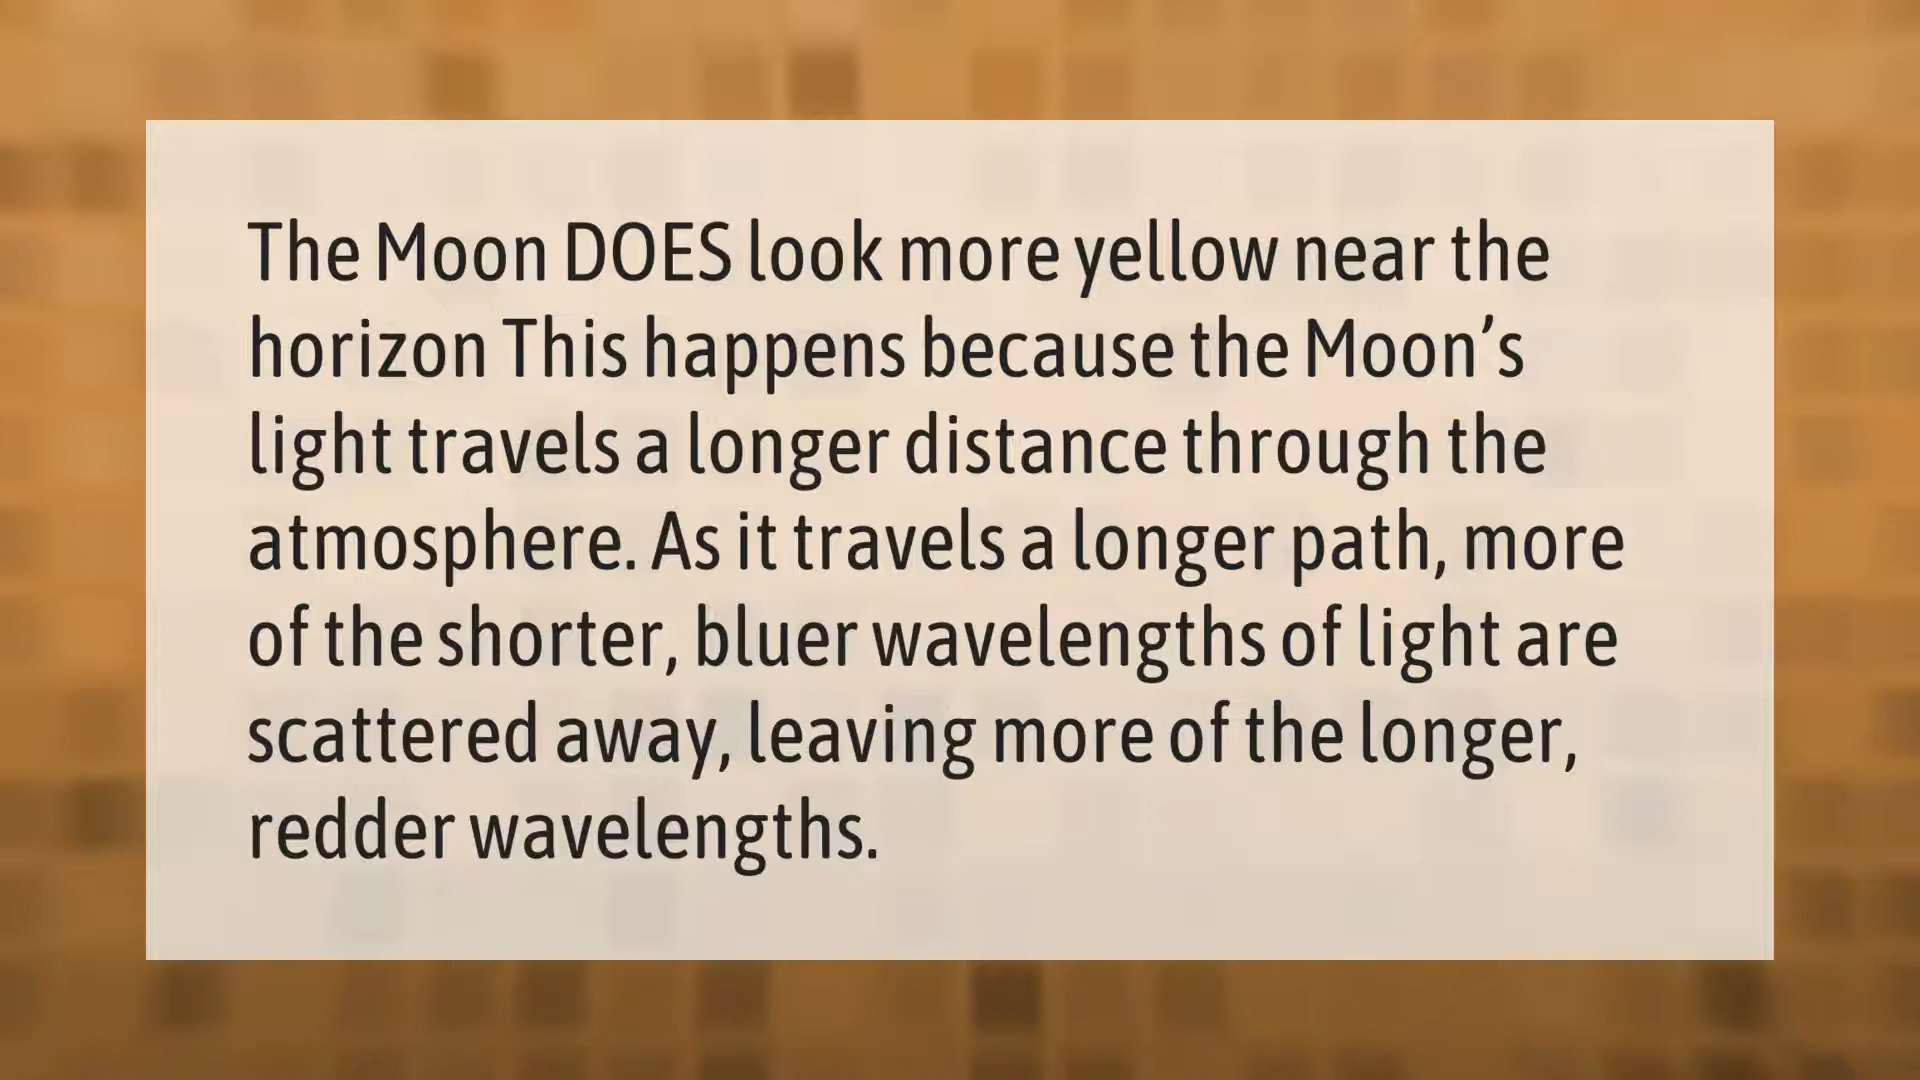 The Moon DOES look more yellow near the
horizon This happens because the Moon’s
light travels a longer distance through the
atmosphere. As it travels a longer path, more
of the shorter, bluer wavelengths of light are
scattered away, leaving more of the longer,
redder wavelengths.